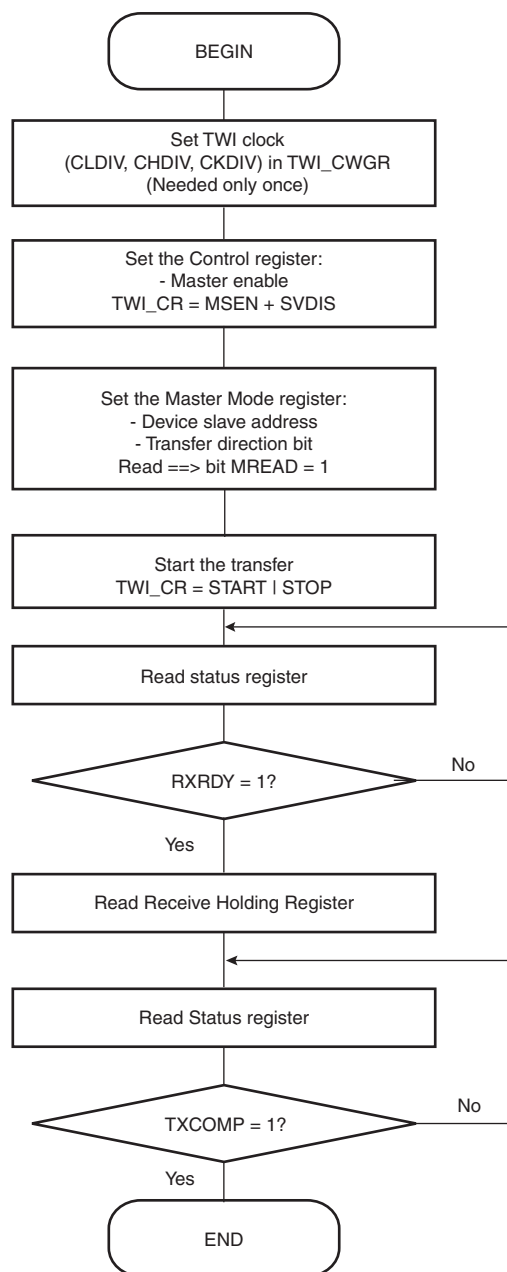 BEGIN
Set TWI clock
(CLDIV, CHDIV, CKDIV) in TWI_CWGR
(Needed only once)
Set the Control register:
- Master enable
TWI_CR = MSEN + SVDIS
Set the Master Mode register:
- Device slave address
- Transfer direction bit
Read ==> bit MREAD = 1
Start the transfer
TWI_CR = START | STOP
Read status register
RXRDY = 1?
No
Yes
Read Receive Holding Register
Read Status register
TXCOMP = 1?
No
Yes
END